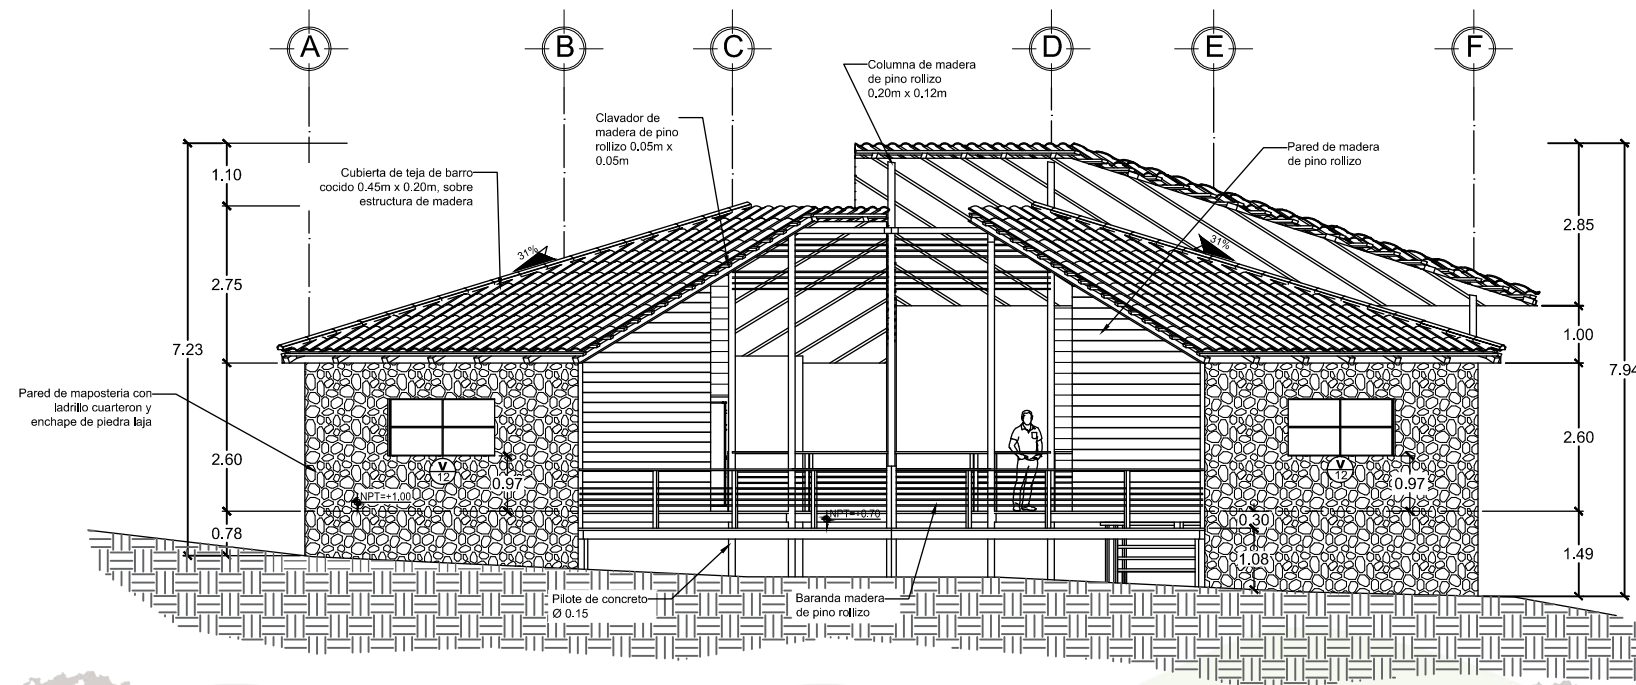 A
B
C
D
E
F
Columna de madera
de pino rollizo
0.20m x 0.12m
Clavador de
madera de pino
rollizo 0.05m x
0.05m
Pared de madera
de pino rollizo
Cubierta de teja de barro
cocido 0.45m x 0.20m, sobre
estructura de madera
1.10
2.85
31%
31%
2.75
1.00
7.23
7.94
Pared de maposteria con
ladrillo cuarteron y
enchape de piedra laja
2.60
2.60
V
12
V
12
0.97
0.97
NPT=+1.00
NPT=+0.70
0.30
0.78
1.08
1.49
Pilote de concreto
Ø 0.15
Baranda madera
de pino rollizo